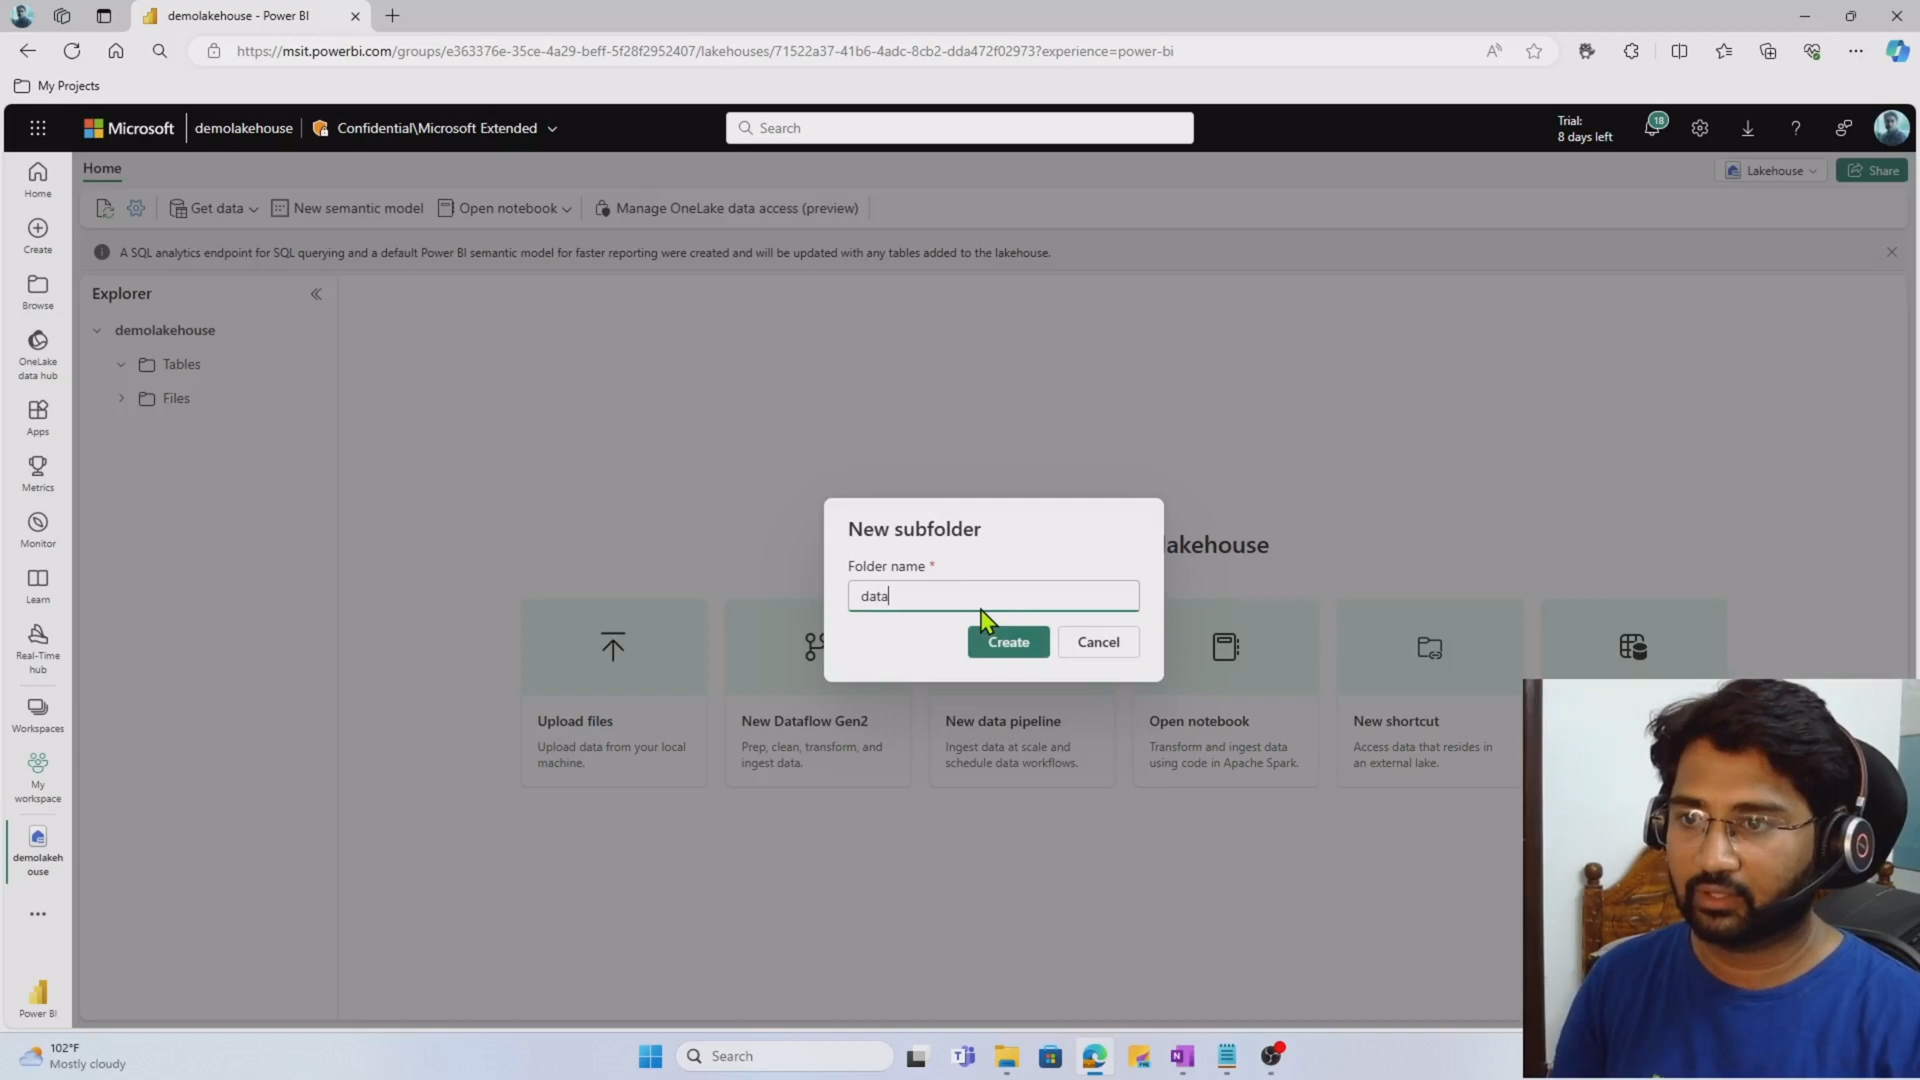 demolakehouse - Power BI
https://msit.powerbi.com/groups/e363376e-35ce-4a29-beff-5f28f2952407/lakehouses/71522a37-41b6-4adc-8cb2-dda472f02973?experience=power-bi
My Projects
Microsoft
demolakehouse
Confidential\Microsoft Extended
Search
Trial:
8 days left
18
Home
Lakehouse
Share
Get data
New semantic model
Open notebook
Manage OneLake data access (preview)
A SQL analytics endpoint for SQL querying and a default Power BI semantic model for faster reporting were created and will be updated with any tables added to the lakehouse.
Home
Create
Browse
OneLake
data hub
Apps
Metrics
Monitor
Learn
Real-Time
hub
Workspaces
My
workspace
demolakeh
ouse
Power BI
Explorer
demolakehouse
Tables
Files
lakehouse
New subfolder
Folder name *
data
Create
Cancel
Upload files
Upload data from your local
machine.
New Dataflow Gen2
Prep, clean, transform, and
ingest data.
New data pipeline
Ingest data at scale and
schedule data workflows.
Open notebook
Transform and ingest data
using code in Apache Spark.
New shortcut
Access data that resides in
an external lake.
102°F
Mostly cloudy
Search